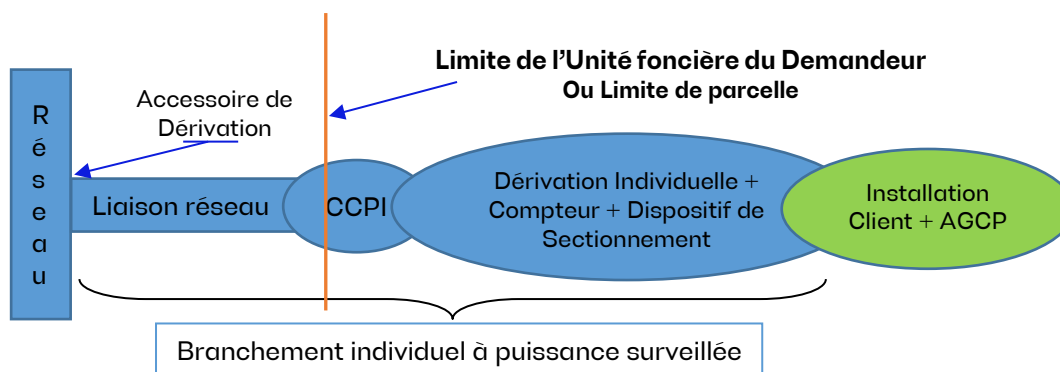 Réseau
Accessoire de
Dérivation
Limite de l'Unité foncière du Demandeur
Ou Limite de parcelle
Liaison réseau
CCPI
Dérivation Individuelle +
Compteur + Dispositif de
Sectionnement
Installation
Client + AGCP
Branchement individuel à puissance surveillée